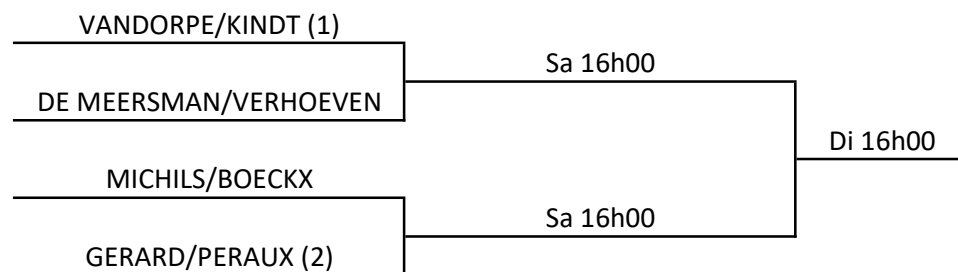 VANDORPE/KINDT (1)
Sa 16h00
DE MEERSMAN/VERHOEVEN
Di 16h00
MICHILS/BOECKX
Sa 16h00
GERARD/PERAUX (2)